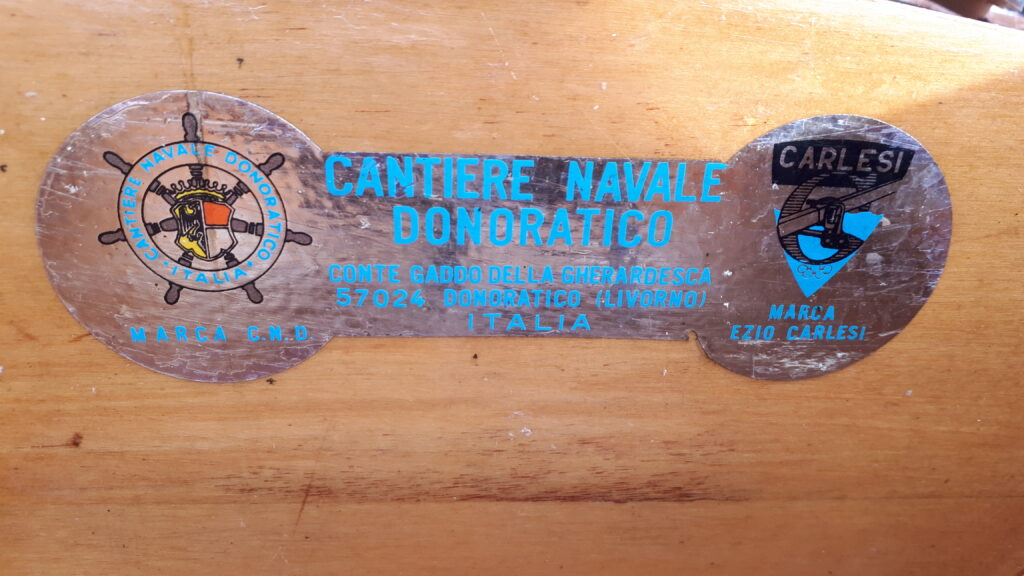 CANTIERE NAVALE DONORATICO
"ITALIA"
MARCA C.N.D
CANTIERE NAVALE
DONORATICO
CONTE GADDO DELLA GHERARDESCA
57024 DONORATICO (LIVORNO)
ITALIA
CARLESI
MARCA
EZIO CARLESI